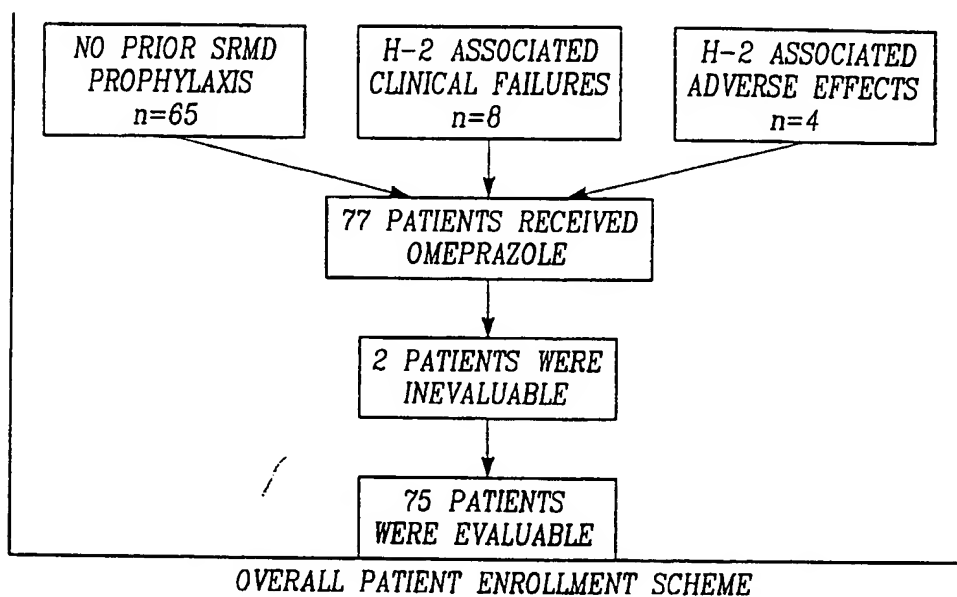 NO PRIOR SRMD
PROPHYLAXIS
n=65
H-2 ASSOCIATED
CLINICAL FAILURES
n=8
H-2 ASSOCIATED
ADVERSE EFFECTS
n=4
77 PATIENTS RECEIVED
OMEPRAZOLE
2 PATIENTS WERE
INEVALUABLE
75 PATIENTS
WERE EVALUABLE
OVERALL PATIENT ENROLLMENT SCHEME